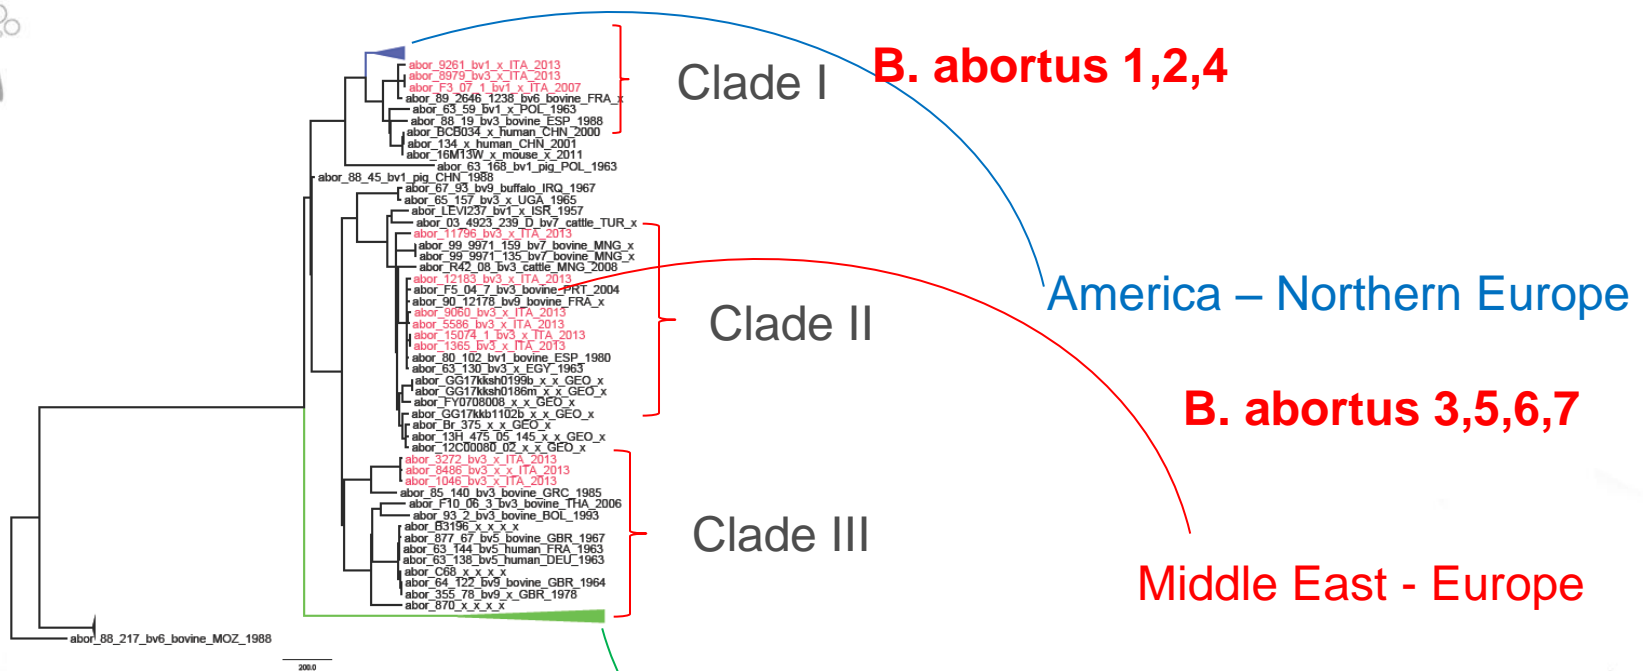 abor_9261_bv1_x_ITA_2013
abor_8979_bv3_x_ITA_2013
abor_F3_07_1_bv1_x_ITA_2007
abor_89_2646_1238_bv6_bovine_FRA_x
abor_63_59_bv1_x_POL_1963
abor_88_19_bv3_bovine_ESP_1988
abor_BCB034_x_human_CHN_2000
abor_134_x_human_CHN_2001
abor_16M13W_x_mouse_x_2011
abor_63_168_bv1_pig_POL_1963
abor_88_45_bv1_pig_CHN_1988
abor_67_93_bv9_buffalo_IRQ_1967
abor_65_157_bv3_x_UGA_1965
abor_LEVI237_bv1_x_ISR_1957
abor_03_4923_239_D_bv7_cattle_TUR_x
abor_11796_bv3_x_ITA_2013
abor_99_9971_159_bv7_bovine_MNG_x
abor_99_9971_135_bv7_bovine_MNG_x
abor_R42_08_bv3_cattle_MNG_2008
abor_12183_bv3_x_ITA_2013
abor_F5_04_7_bv3_bovine_PRT_2004
abor_90_12178_bv9_bovine_FRA_x
abor_9060_bv3_x_ITA_2013
abor_5586_bv3_x_ITA_2013
abor_15074_1_bv3_x_ITA_2013
abor_1365_bv3_x_ITA_2013
abor_80_102_bv1_bovine_ESP_1980
abor_63_130_bv3_x_EGY_1963
abor_GG17kksh0199b_x_x_GEO_x
abor_GG17kksh0186m_x_x_GEO_x
abor_FY0708008_x_x_GEO_x
abor_GG17kkb1102b_x_x_GEO_x
abor_Br_375_x_x_GEO_x
abor_13H_475_05_145_x_x_GEO_x
abor_12C00080_02_x_x_GEO_x
abor_3272_bv3_x_ITA_2013
abor_8486_bv3_x_x_ITA_2013
abor_1046_bv3_x_ITA_2013
abor_85_140_bv3_bovine_GRC_1985
abor_F10_06_3_bv3_bovine_THA_2006
abor_93_2_bv3_bovine_BOL_1993
abor_B3196_x_x_x_x
abor_877_67_bv5_bovine_GBR_1967
abor_63_144_bv5_human_FRA_1963
abor_63_138_bv5_human_DEU_1963
abor_C68_x_x_x_x
abor_64_122_bv9_bovine_GBR_1964
abor_355_78_bv9_x_GBR_1978
abor_870_x_x_x_x
abor_88_217_bv6_bovine_MOZ_1988
200.0
Clade I
B. abortus 1,2,4
America – Northern Europe
Clade II
B. abortus 3,5,6,7
Clade III
Middle East - Europe